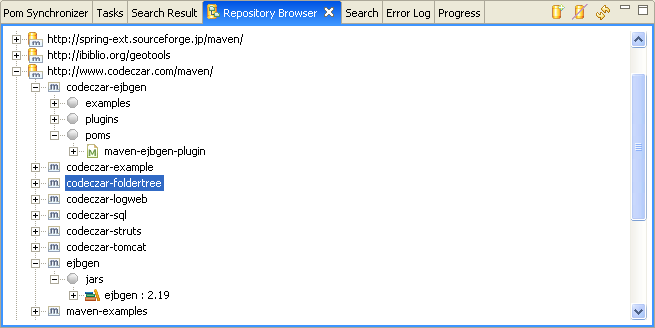 Pom Synchronizer Tasks Search Result Repository Browser Search Error Log Progress
http://spring-ext.sourceforge.jp/maven/
http://ibiblio.org/geotools
http://www.codeczar.com/maven/
codeczar-ejbgen
examples
plugins
poms
maven-ejbgen-plugin
codeczar-example
codeczar-foldertree
codeczar-logweb
codeczar-sql
codeczar-struts
codeczar-tomcat
ejbgen
jars
ejbgen : 2.19
maven-examples